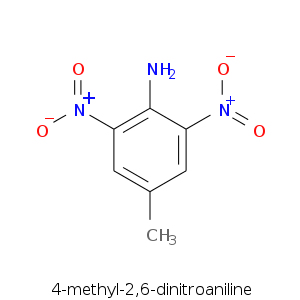 O NH₂ O⁻
N⁺ N⁺
O⁻ O
CH₃
4-methyl-2,6-dinitroaniline